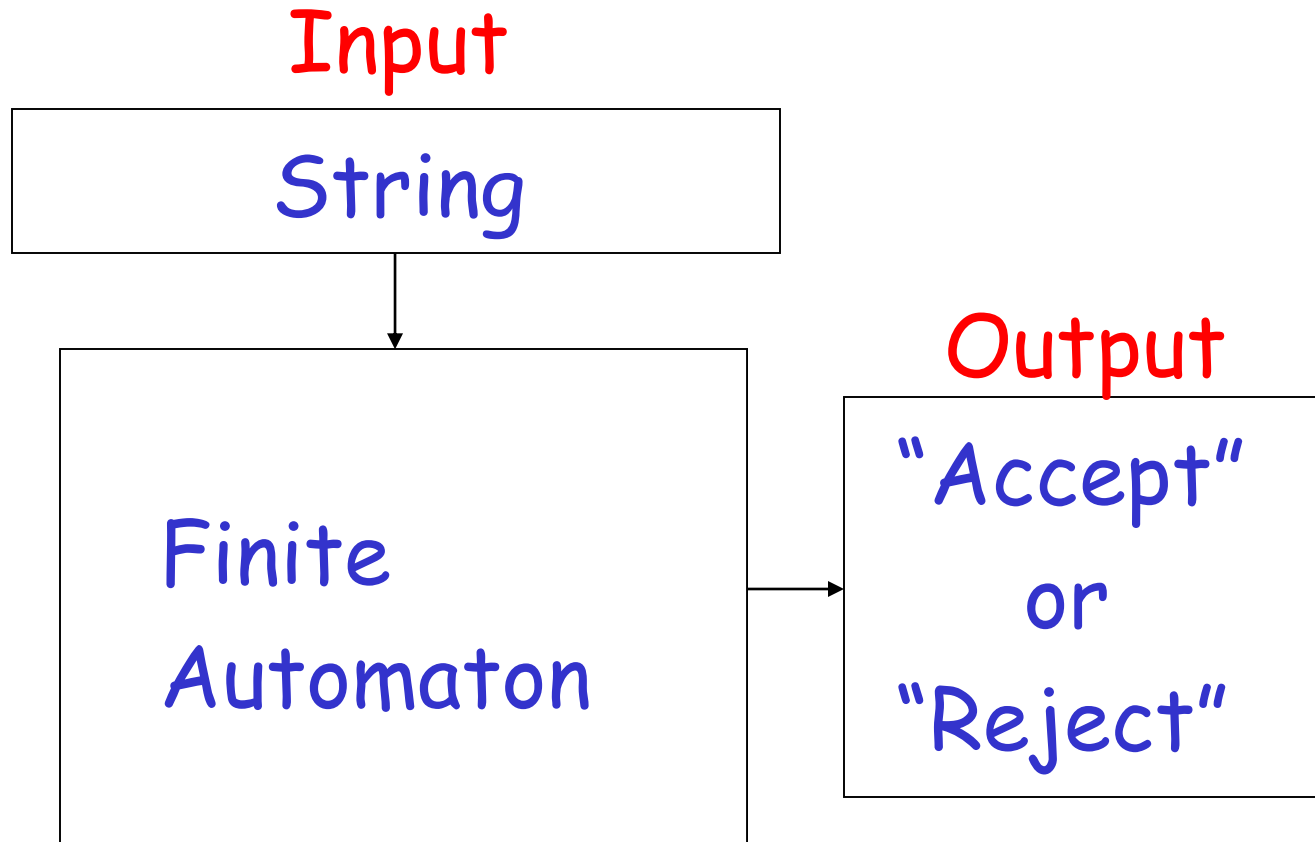 Input
String
Output
“Accept”
or
“Reject”
Finite
Automaton